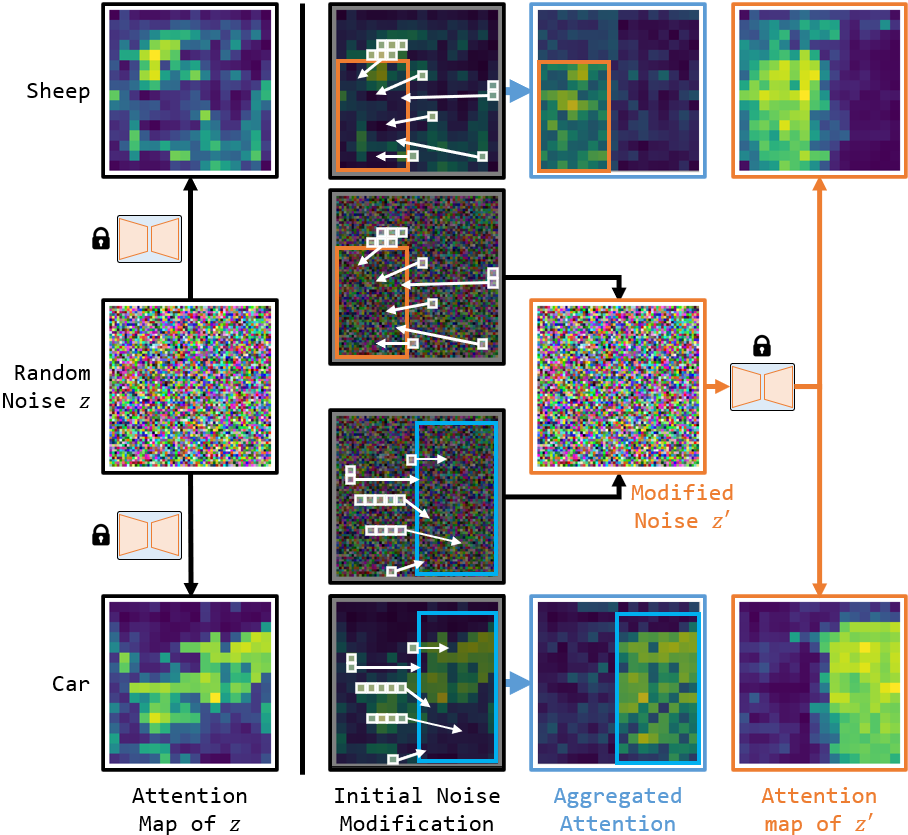 Sheep
Random
Noise z
Modified
Noise z′
Car
Attention
Map of z
Initial Noise
Modification
Aggregated
Attention
Attention
map of z′